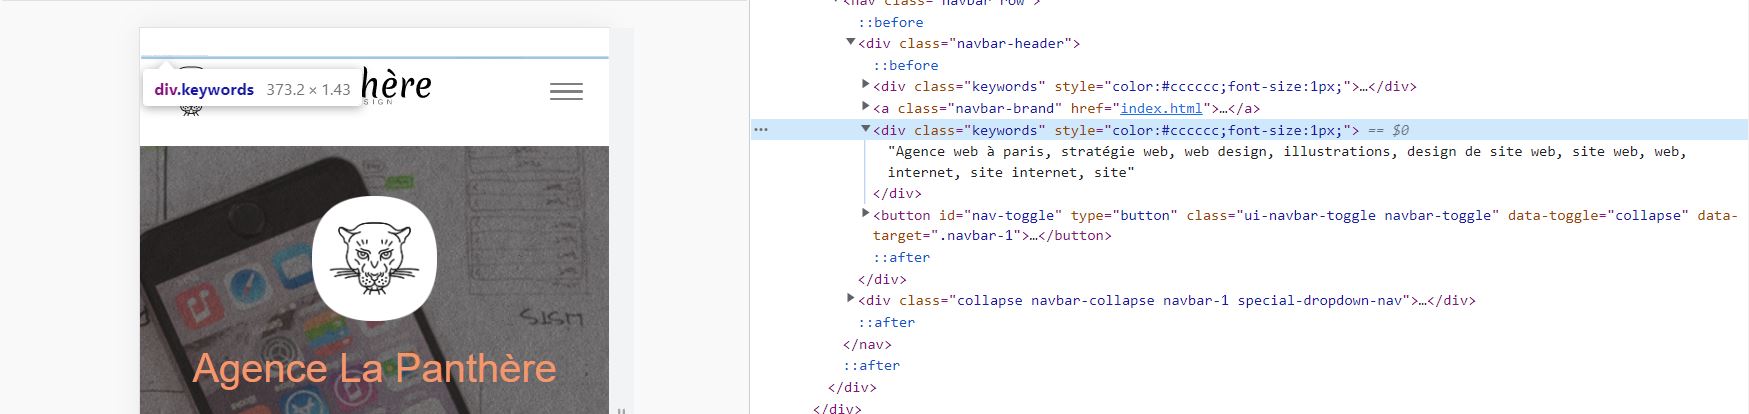 div.keywords 373.2 × 1.43
hère
SIGN
Agence La Panthère
::before
<div class="navbar-header">
::before
<div class="keywords" style="color:#cccccc;font-size:1px;">…</div>
<a class="navbar-brand" href="index.html">…</a>
… <div class="keywords" style="color:#cccccc;font-size:1px;"> == $0
"Agence web à paris, stratégie web, web design, illustrations, design de site web, site web, web,
internet, site internet, site"
</div>
<button id="nav-toggle" type="button" class="ui-navbar-toggle navbar-toggle" data-toggle="collapse" data-
target=".navbar-1">…</button>
::after
</div>
<div class="collapse navbar-collapse navbar-1 special-dropdown-nav">…</div>
::after
</nav>
::after
</div>
</div>